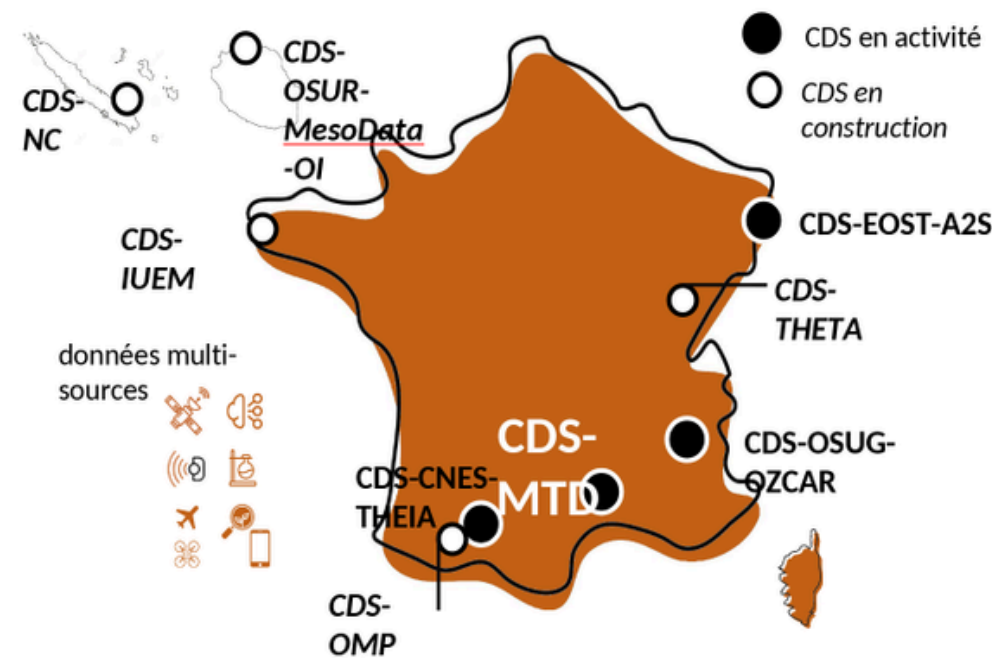 CDS-
NC
CDS-
OSUR-
MesoData
-OI
CDS en activité
CDS en
construction
CDS-
IUEM
CDS-EOST-A2S
CDS-
THETA
données multi-
sources
CDS-
MTD
CDS-OSUG-
OZCAR
CDS-CNES-
THEIA
CDS-
OMP